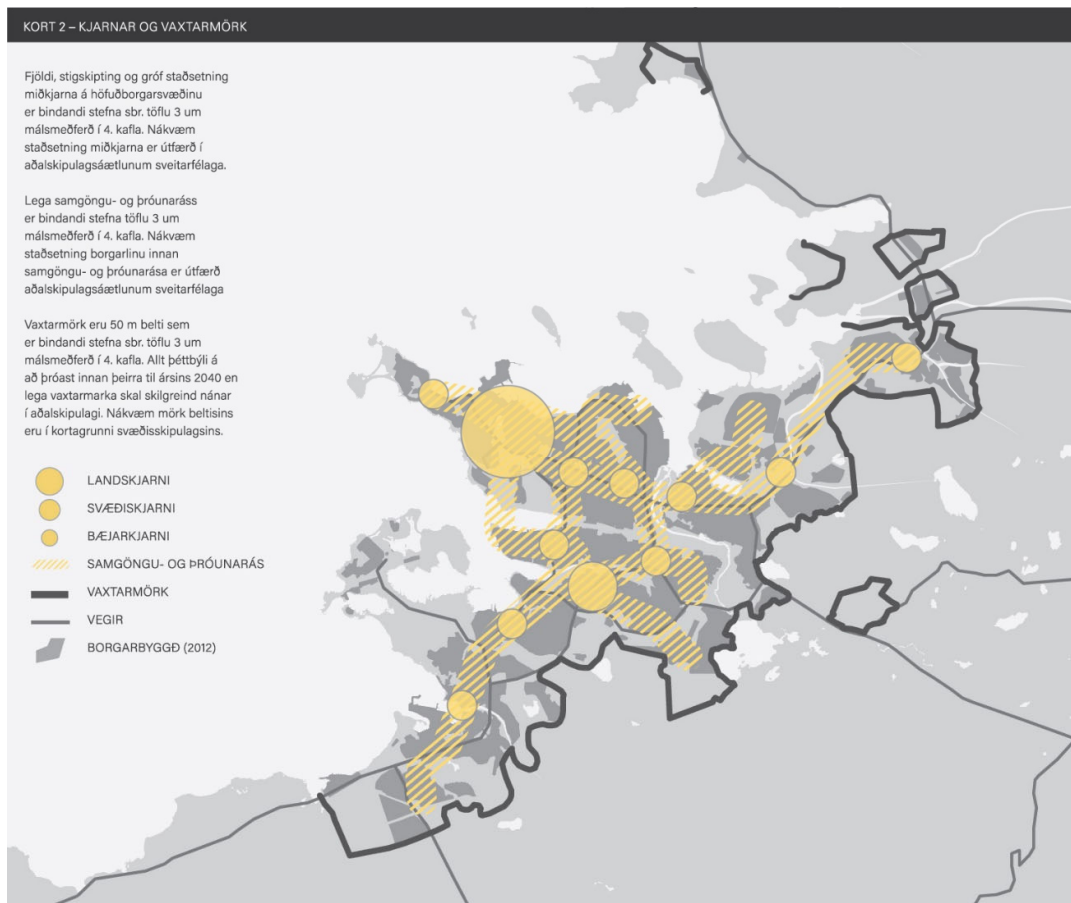 KORT 2 – KJARNAR OG VAXTARMÖRK
Fjöldi, stigskipting og gróf staðsetning
miðkjarna á höfuðborgarsvæðinu
er bindandi stefna sbr. töflu 3 um
málsmeðferð í 4. kafla. Nákvæm
staðsetning miðkjarna er útfærð í
aðalskipulagsáætlunum sveitarfélaga.
Lega samgöngu- og þróunaráss
er bindandi stefna töflu 3 um
málsmeðferð í 4. kafla. Nákvæm
staðsetning borgarlinu innan
samgöngu- og þróunarása er útfærð
aðalskipulagsáætlunum sveitarfélaga
Vaxtarmörk eru 50 m belti sem
er bindandi stefna sbr. töflu 3 um
málsmeðferð í 4. kafla. Allt þéttbýli á
að þróast innan þeirra til ársins 2040 en
lega vaxtarmarka skal skilgreind nánar
í aðalskipulagi. Nákvæm mörk beltisins
eru í kortagrunni svæðisskipulagsins.
LANDSKJARNI
SVÆÐISKJARNI
BÆJARKJARNI
SAMGÖNGU- OG ÞRÓUNARÁS
VAXTARMÖRK
VEGIR
BORGARBYGGÐ (2012)